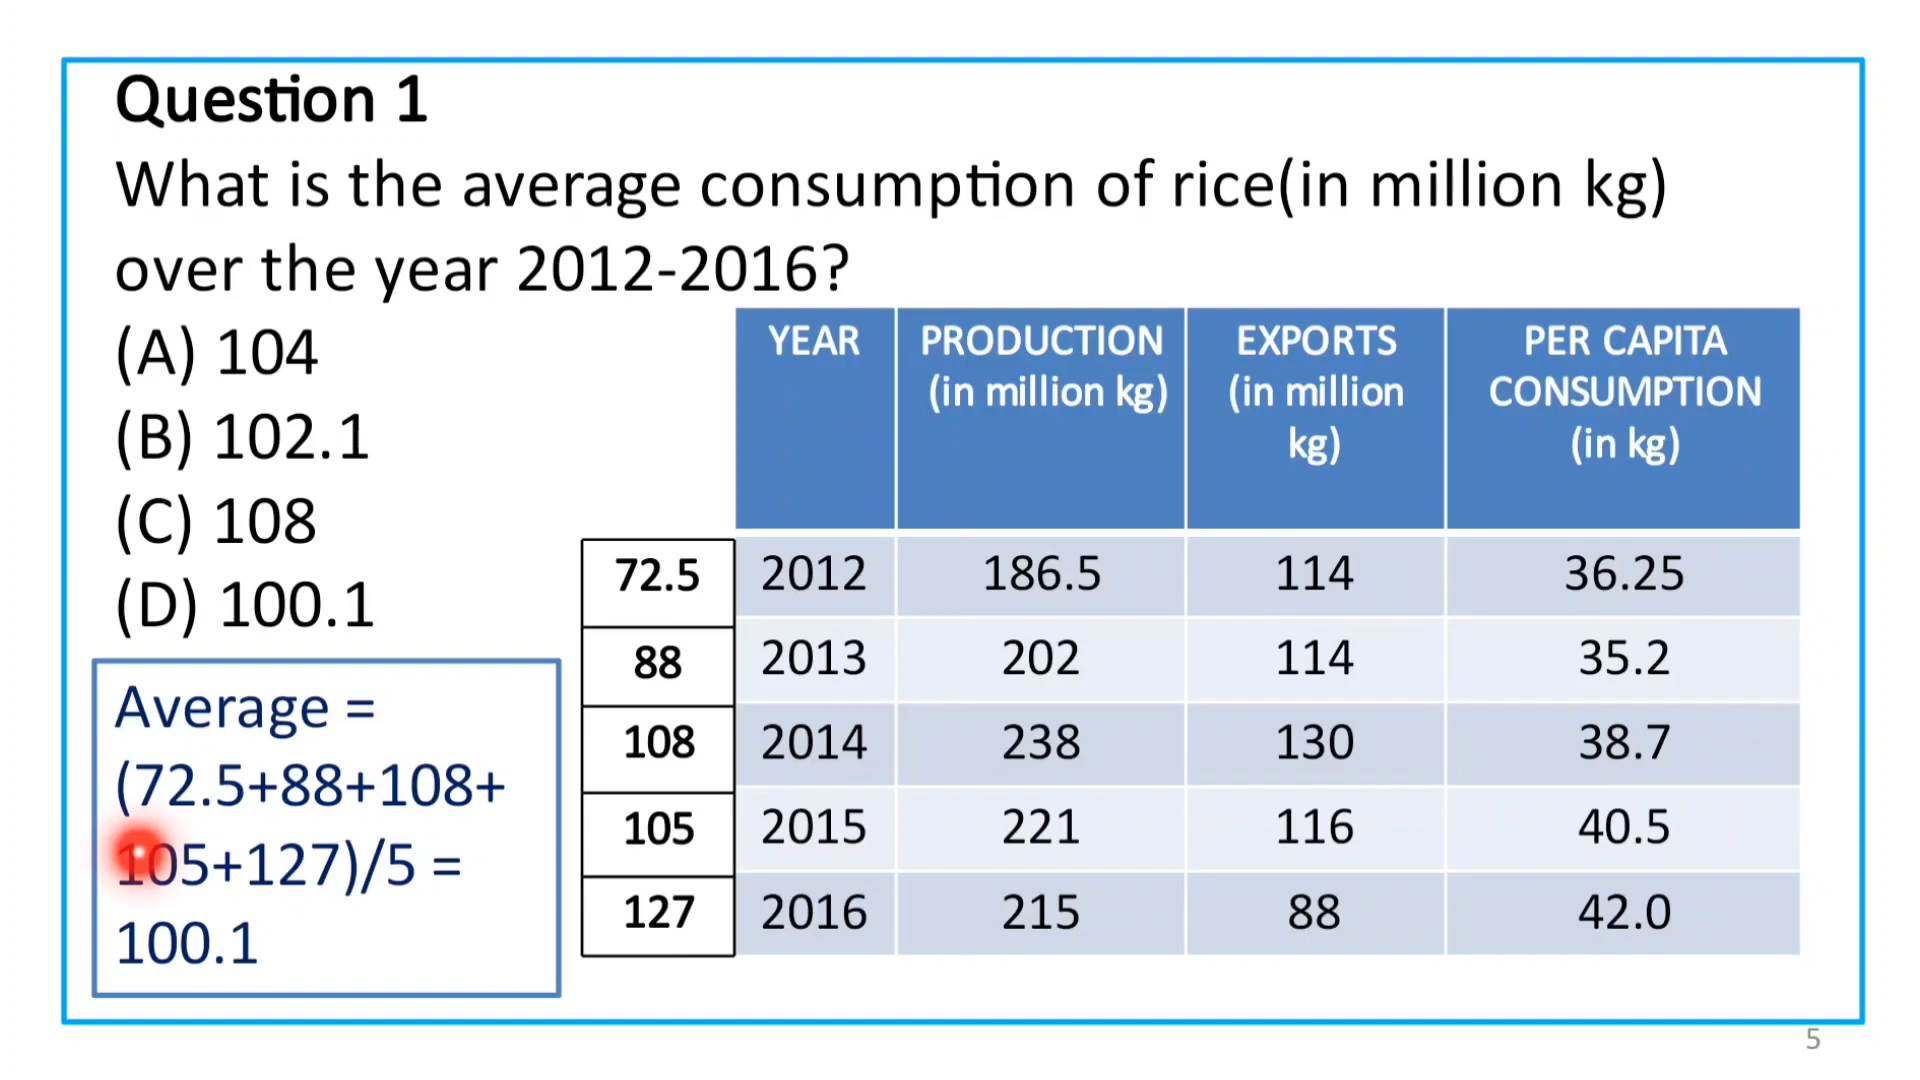 Question 1
What is the average consumption of rice(in million kg)
over the year 2012-2016?
(A) 104
(B) 102.1
(C) 108
(D) 100.1
Average =
(72.5+88+108+
105+127)/5 =
100.1
YEAR PRODUCTION (in million kg) EXPORTS (in million kg) PER CAPITA CONSUMPTION (in kg)
72.5 2012 186.5 114 36.25
88 2013 202 114 35.2
108 2014 238 130 38.7
105 2015 221 116 40.5
127 2016 215 88 42.0
5